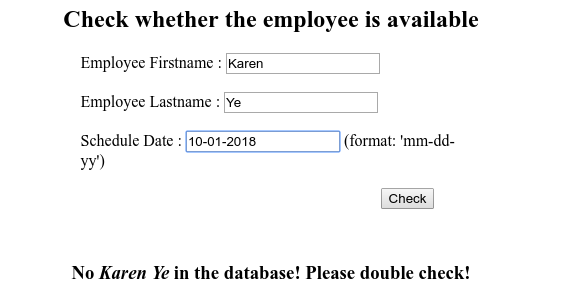 Check whether the employee is available
Employee Firstname : Karen
Employee Lastname : Ye
Schedule Date : 10-01-2018 (format: 'mm-dd-
yy')
Check
No Karen Ye in the database! Please double check!